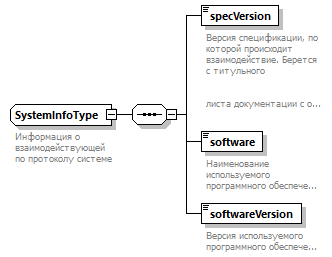 specVersion
Версия спецификации, по
которой происходит
взаимодействие. Берется
с титульного
листа документации с о...
SystemInfoType
Информация о
взаимодействующей
по протоколу системе
software
Наименование
используемого
программного обеспече...
softwareVersion
Версия используемого
программного обеспече...